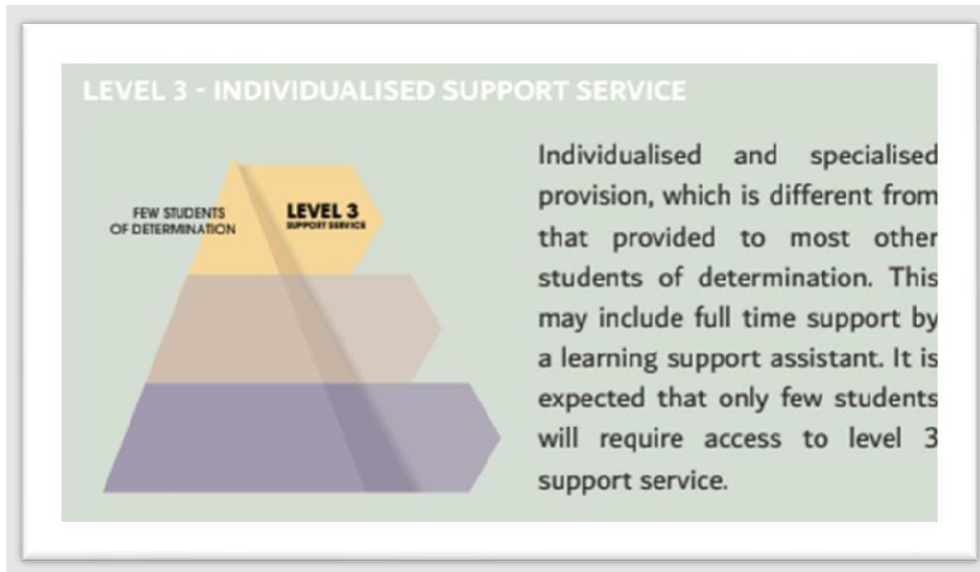 LEVEL 3 - INDIVIDUALISED SUPPORT SERVICE
FEW STUDENTS
OF DETERMINATION
LEVEL 3
SUPPORT SERVICE
Individualised and specialised
provision, which is different from
that provided to most other
students of determination. This
may include full time support by
a learning support assistant. It is
expected that only few students
will require access to level 3
support service.